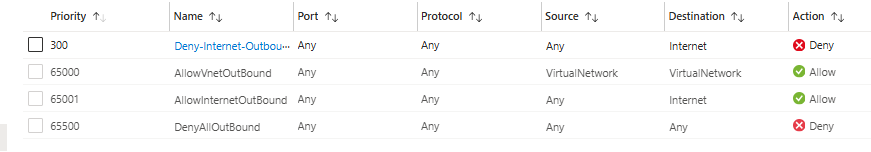 Priority ↑↓ Name ↑↓ Port ↑↓ Protocol ↑↓ Source ↑↓ Destination ↑↓ Action ↑↓
300 Deny-Internet-Outbou··· Any Any Any Internet Deny
65000 AllowVnetOutBound Any Any VirtualNetwork VirtualNetwork Allow
65001 AllowInternetOutBound Any Any Any Internet Allow
65500 DenyAllOutBound Any Any Any Any Deny